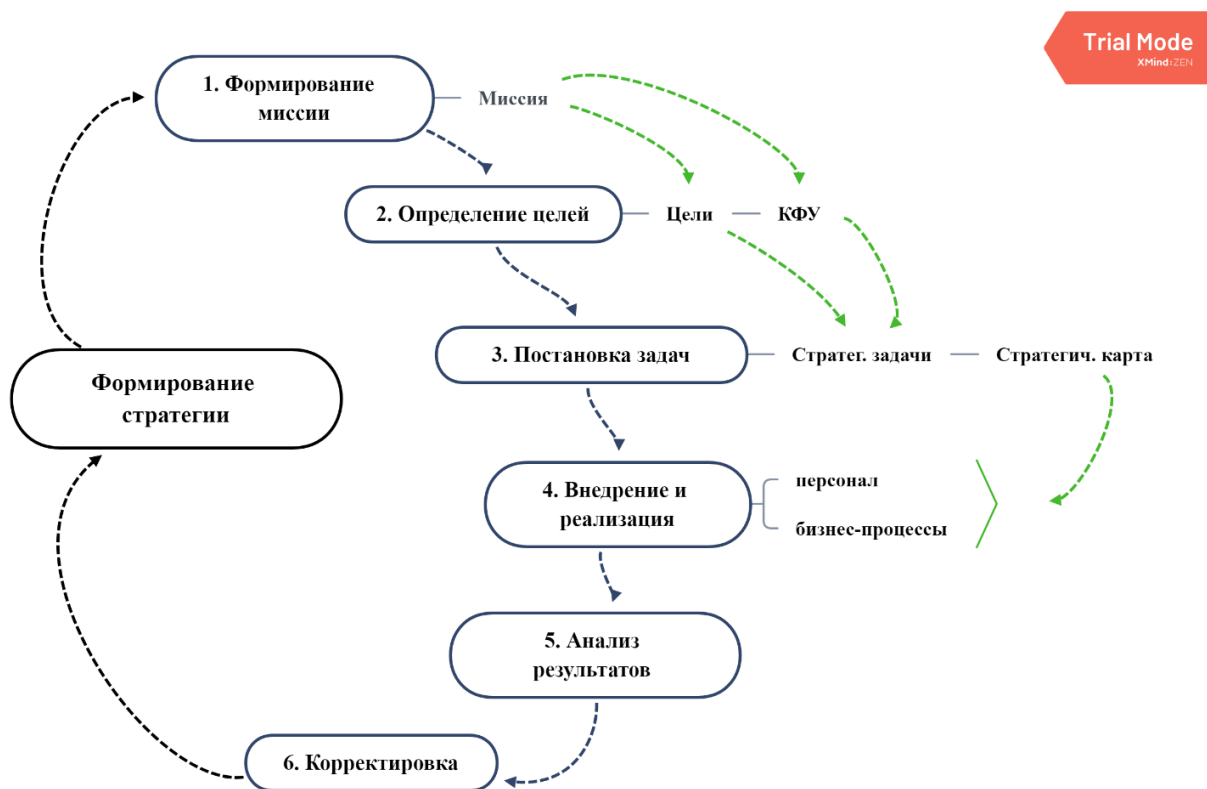 Trial Mode
XMind:ZEN
1. Формирование
миссии
Миссия
2. Определение целей
Цели
КФУ
3. Постановка задач
Стратег. задачи
Стратегич. карта
Формирование
стратегии
4. Внедрение и
реализация
персонал
бизнес-процессы
5. Анализ
результатов
6. Корректировка